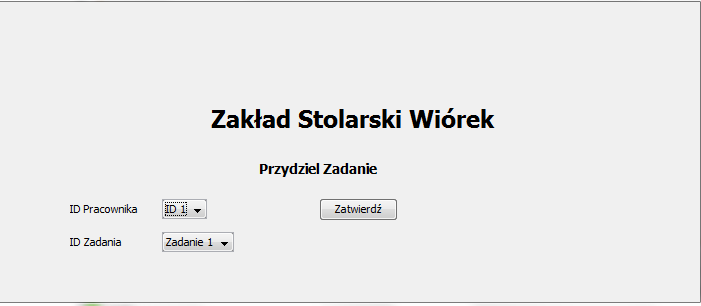 Zakład Stolarski Wiórek
Przydziel Zadanie
ID Pracownika ID 1 Zatwierdź
ID Zadania Zadanie 1